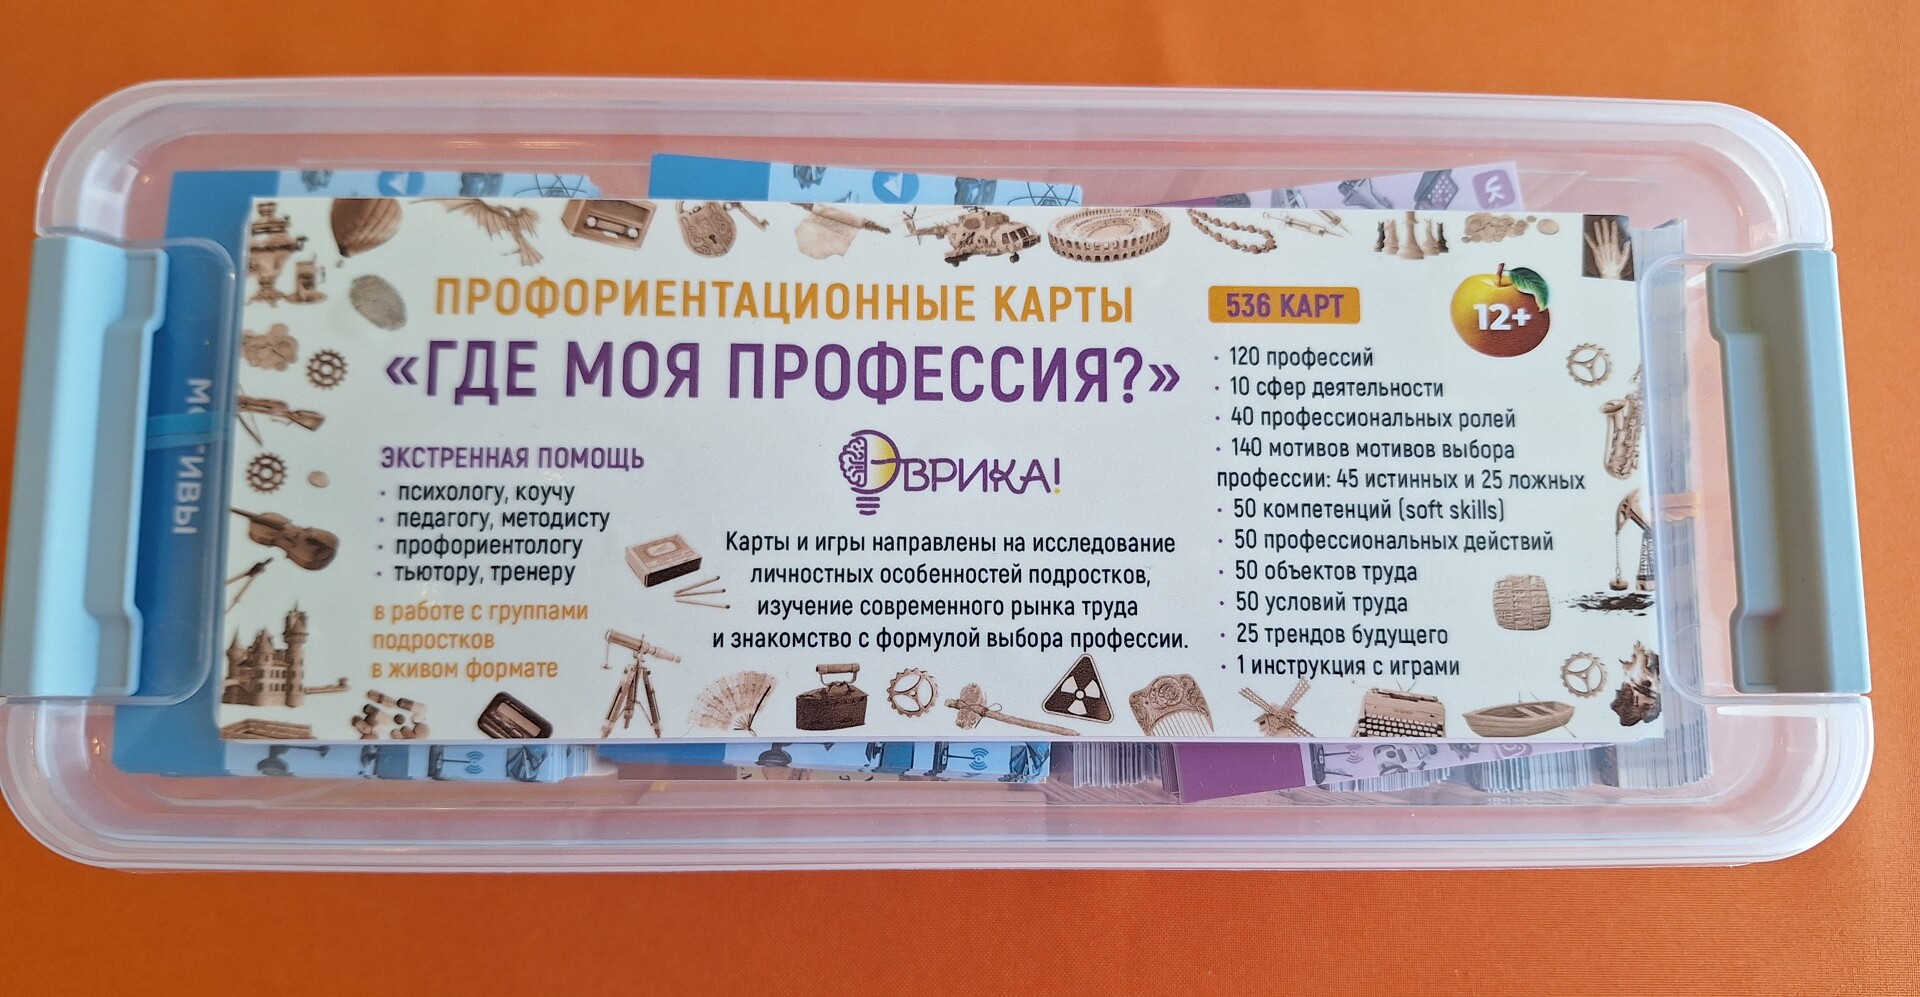 ПРОФОРИЕНТАЦИОННЫЕ КАРТЫ
«ГДЕ МОЯ ПРОФЕССИЯ?»
ЭКСТРЕННАЯ ПОМОЩЬ
· психологу, коучу
· педагогу, методисту
· профориентологу
· тьютору, тренеру
в работе с группами
подростков
в живом формате
ЭВРИКА!
Карты и игры направлены на исследование
личностных особенностей подростков,
изучение современного рынка труда
и знакомство с формулой выбора профессии.
536 КАРТ
12+
· 120 профессий
· 10 сфер деятельности
· 40 профессиональных ролей
· 140 мотивов мотивов выбора
профессии: 45 истинных и 25 ложных
· 50 компетенций (soft skills)
· 50 профессиональных действий
· 50 объектов труда
· 50 условий труда
· 25 трендов будущего
· 1 инструкция с играми
МОТИВЫ